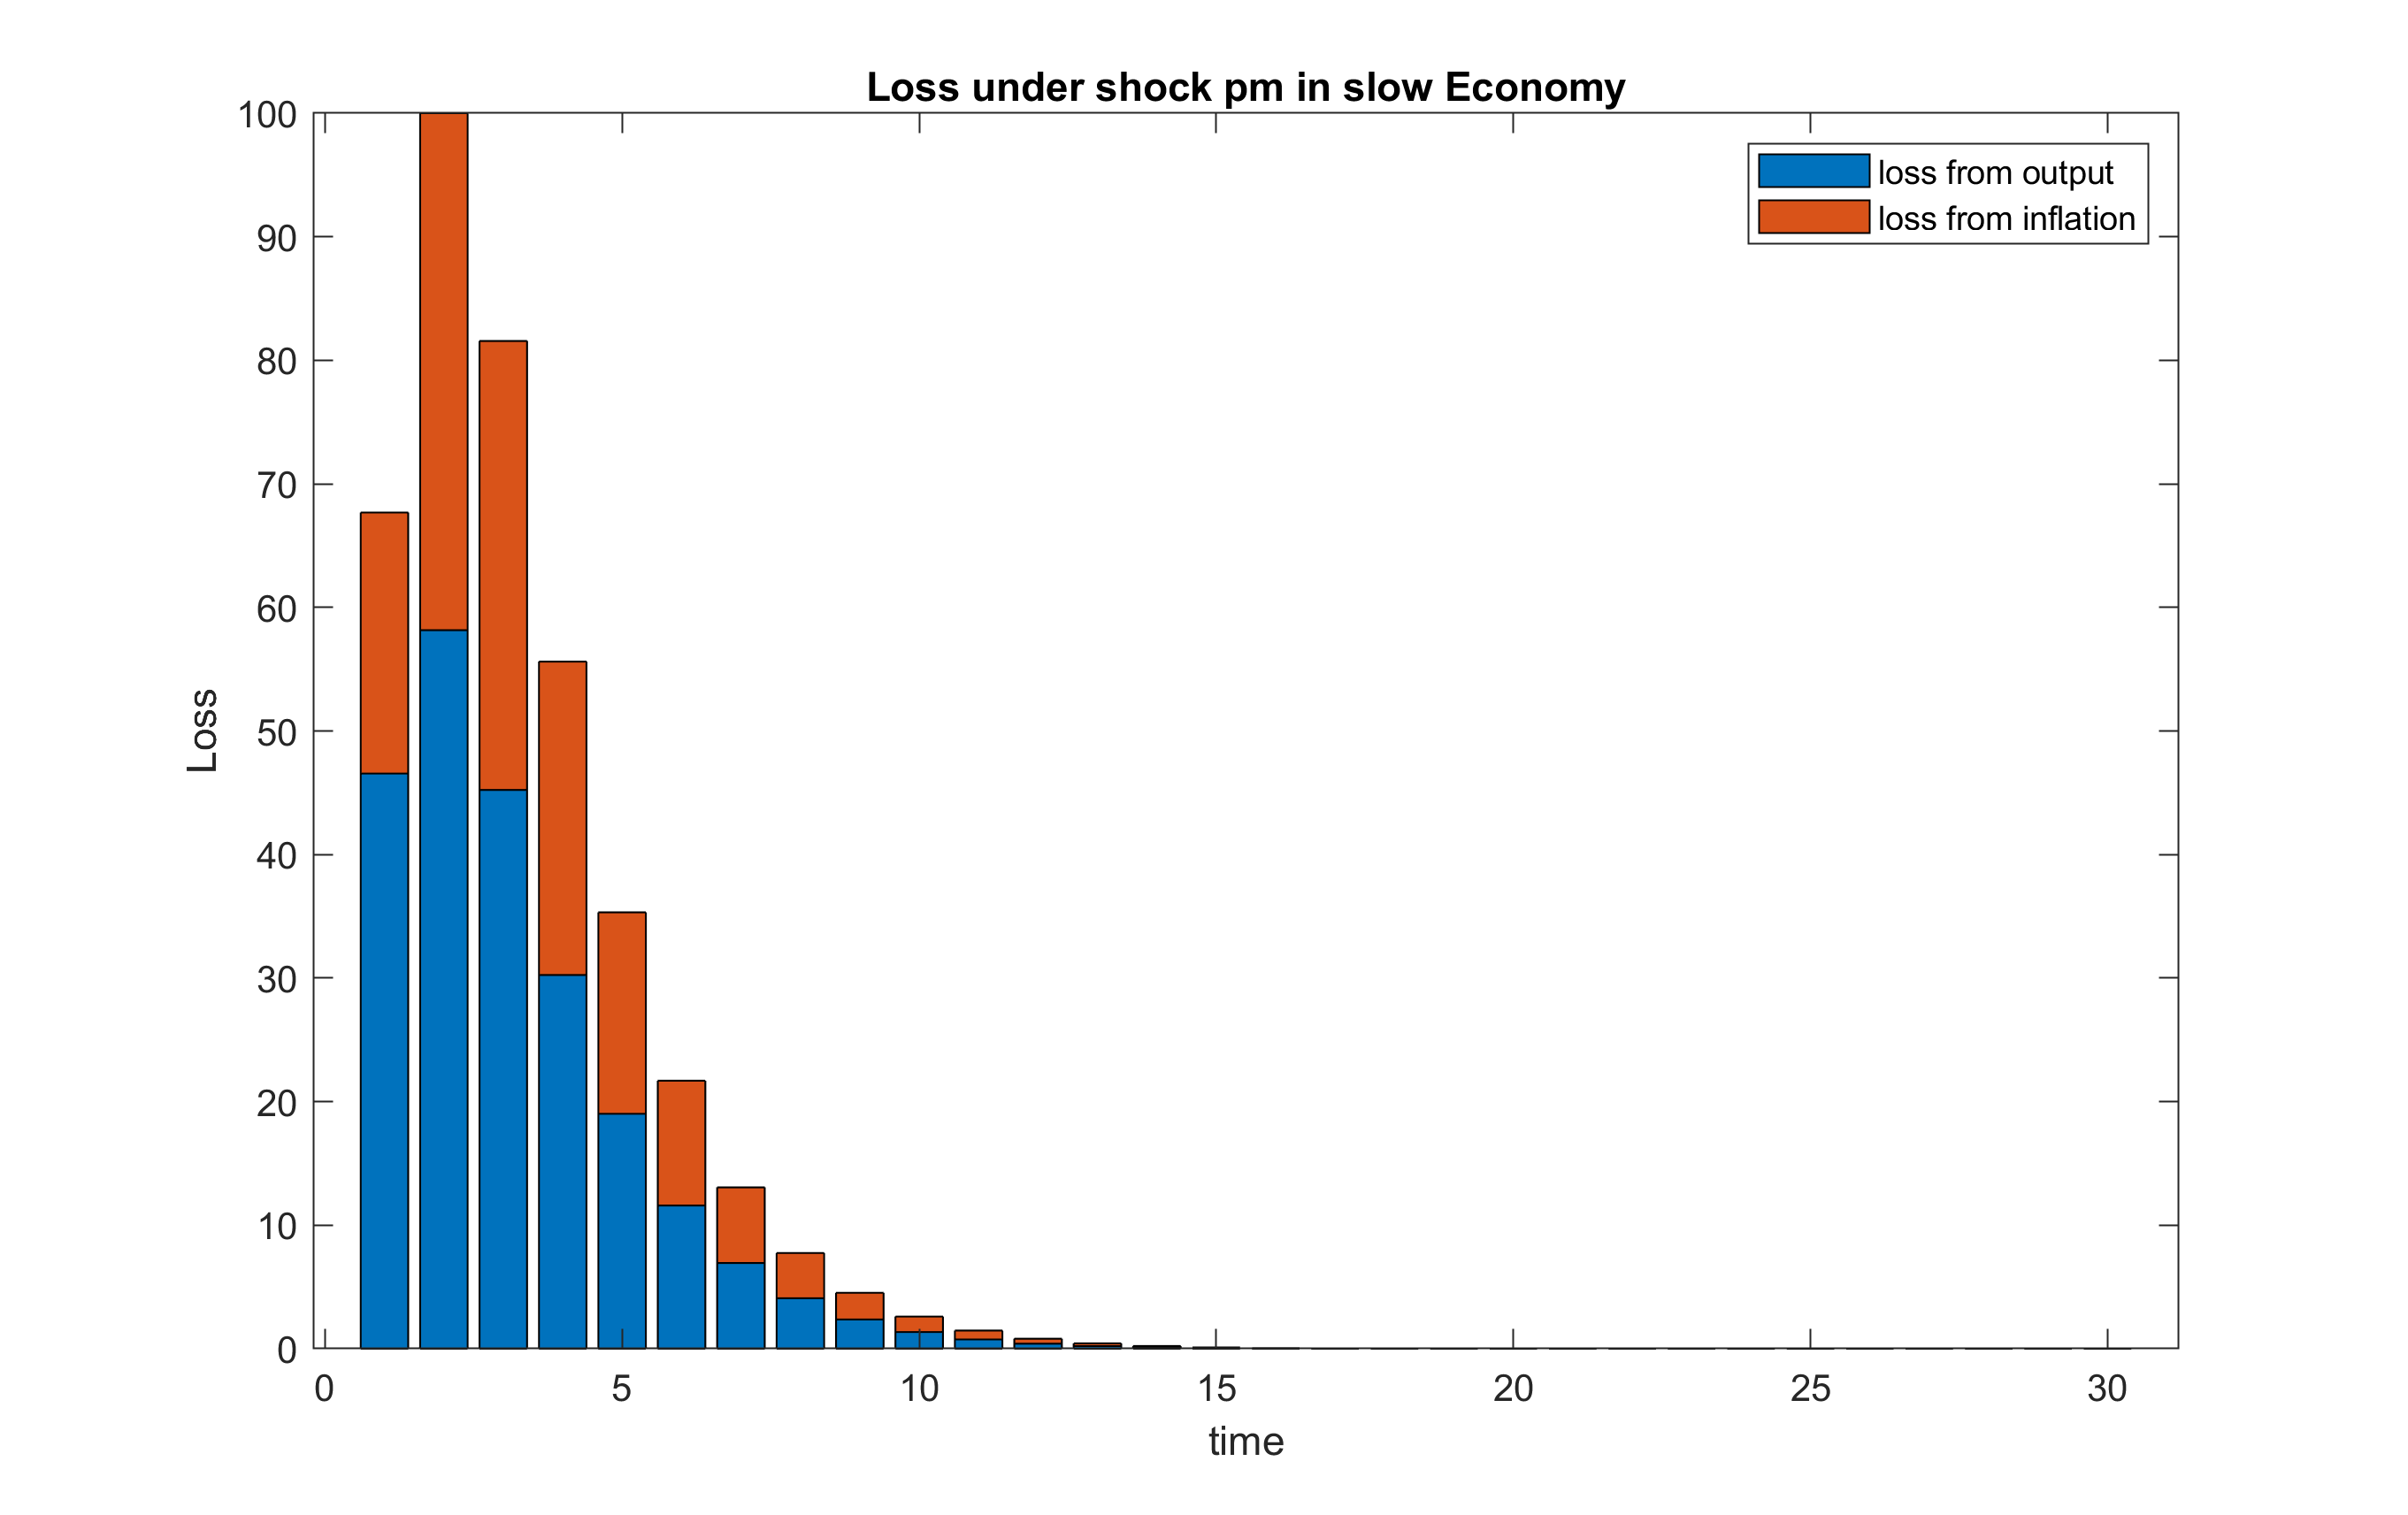 Loss under shock pm in slow Economy
loss from output
loss from inflation
100
90
80
70
60
50
40
30
20
10
0
Loss
0 5 10 15 20 25 30
time